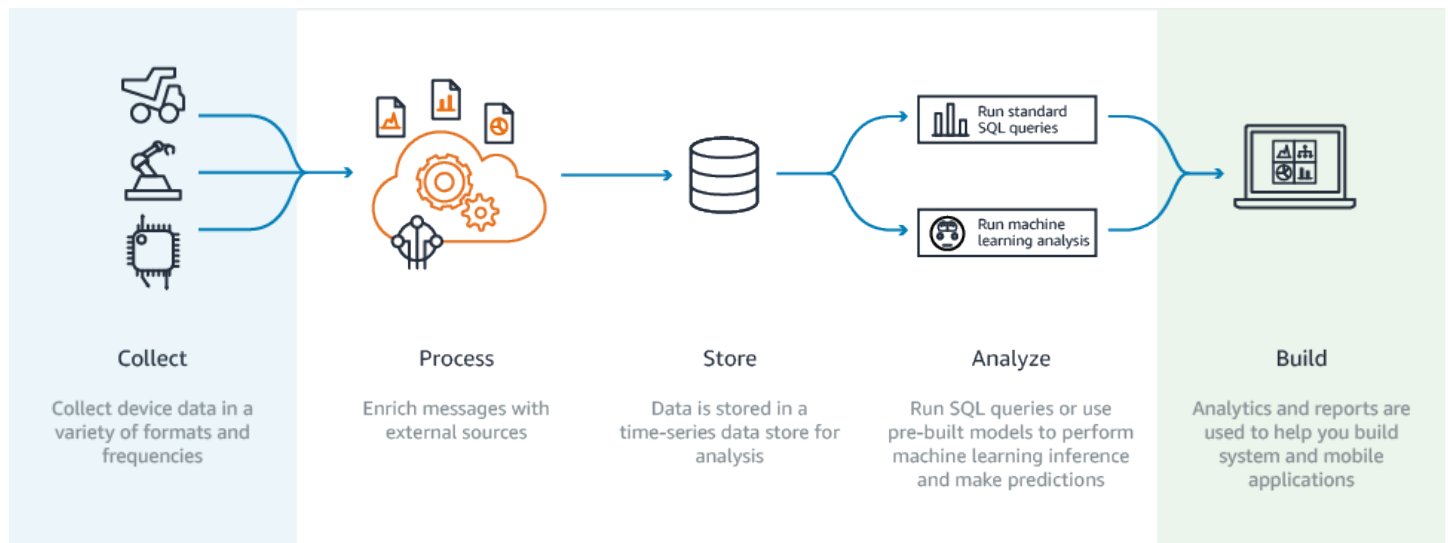 Run standard
SQL queries
Run machine
learning analysis
Collect
Collect device data in a
variety of formats and
frequencies
Process
Enrich messages with
external sources
Store
Data is stored in a
time-series data store for
analysis
Analyze
Run SQL queries or use
pre-built models to perform
machine learning inference
and make predictions
Build
Analytics and reports are
used to help you build
system and mobile
applications